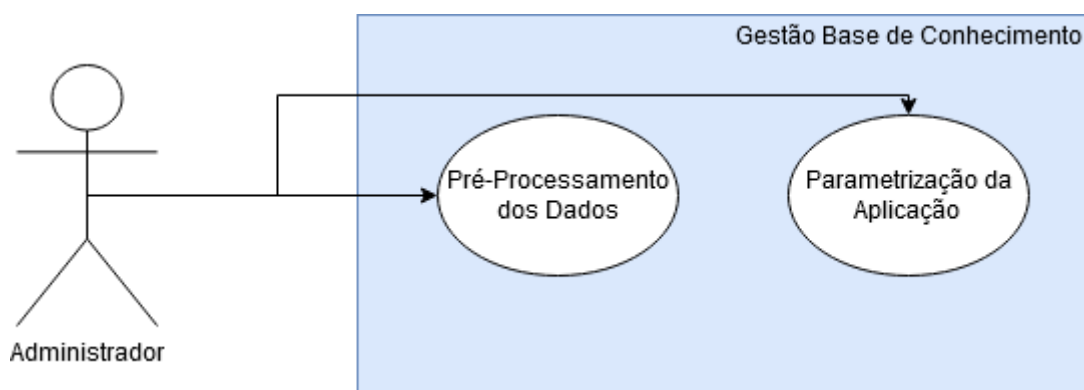 Gestão Base de Conhecimento
Pré-Processamento
dos Dados
Parametrização da
Aplicação
Administrador